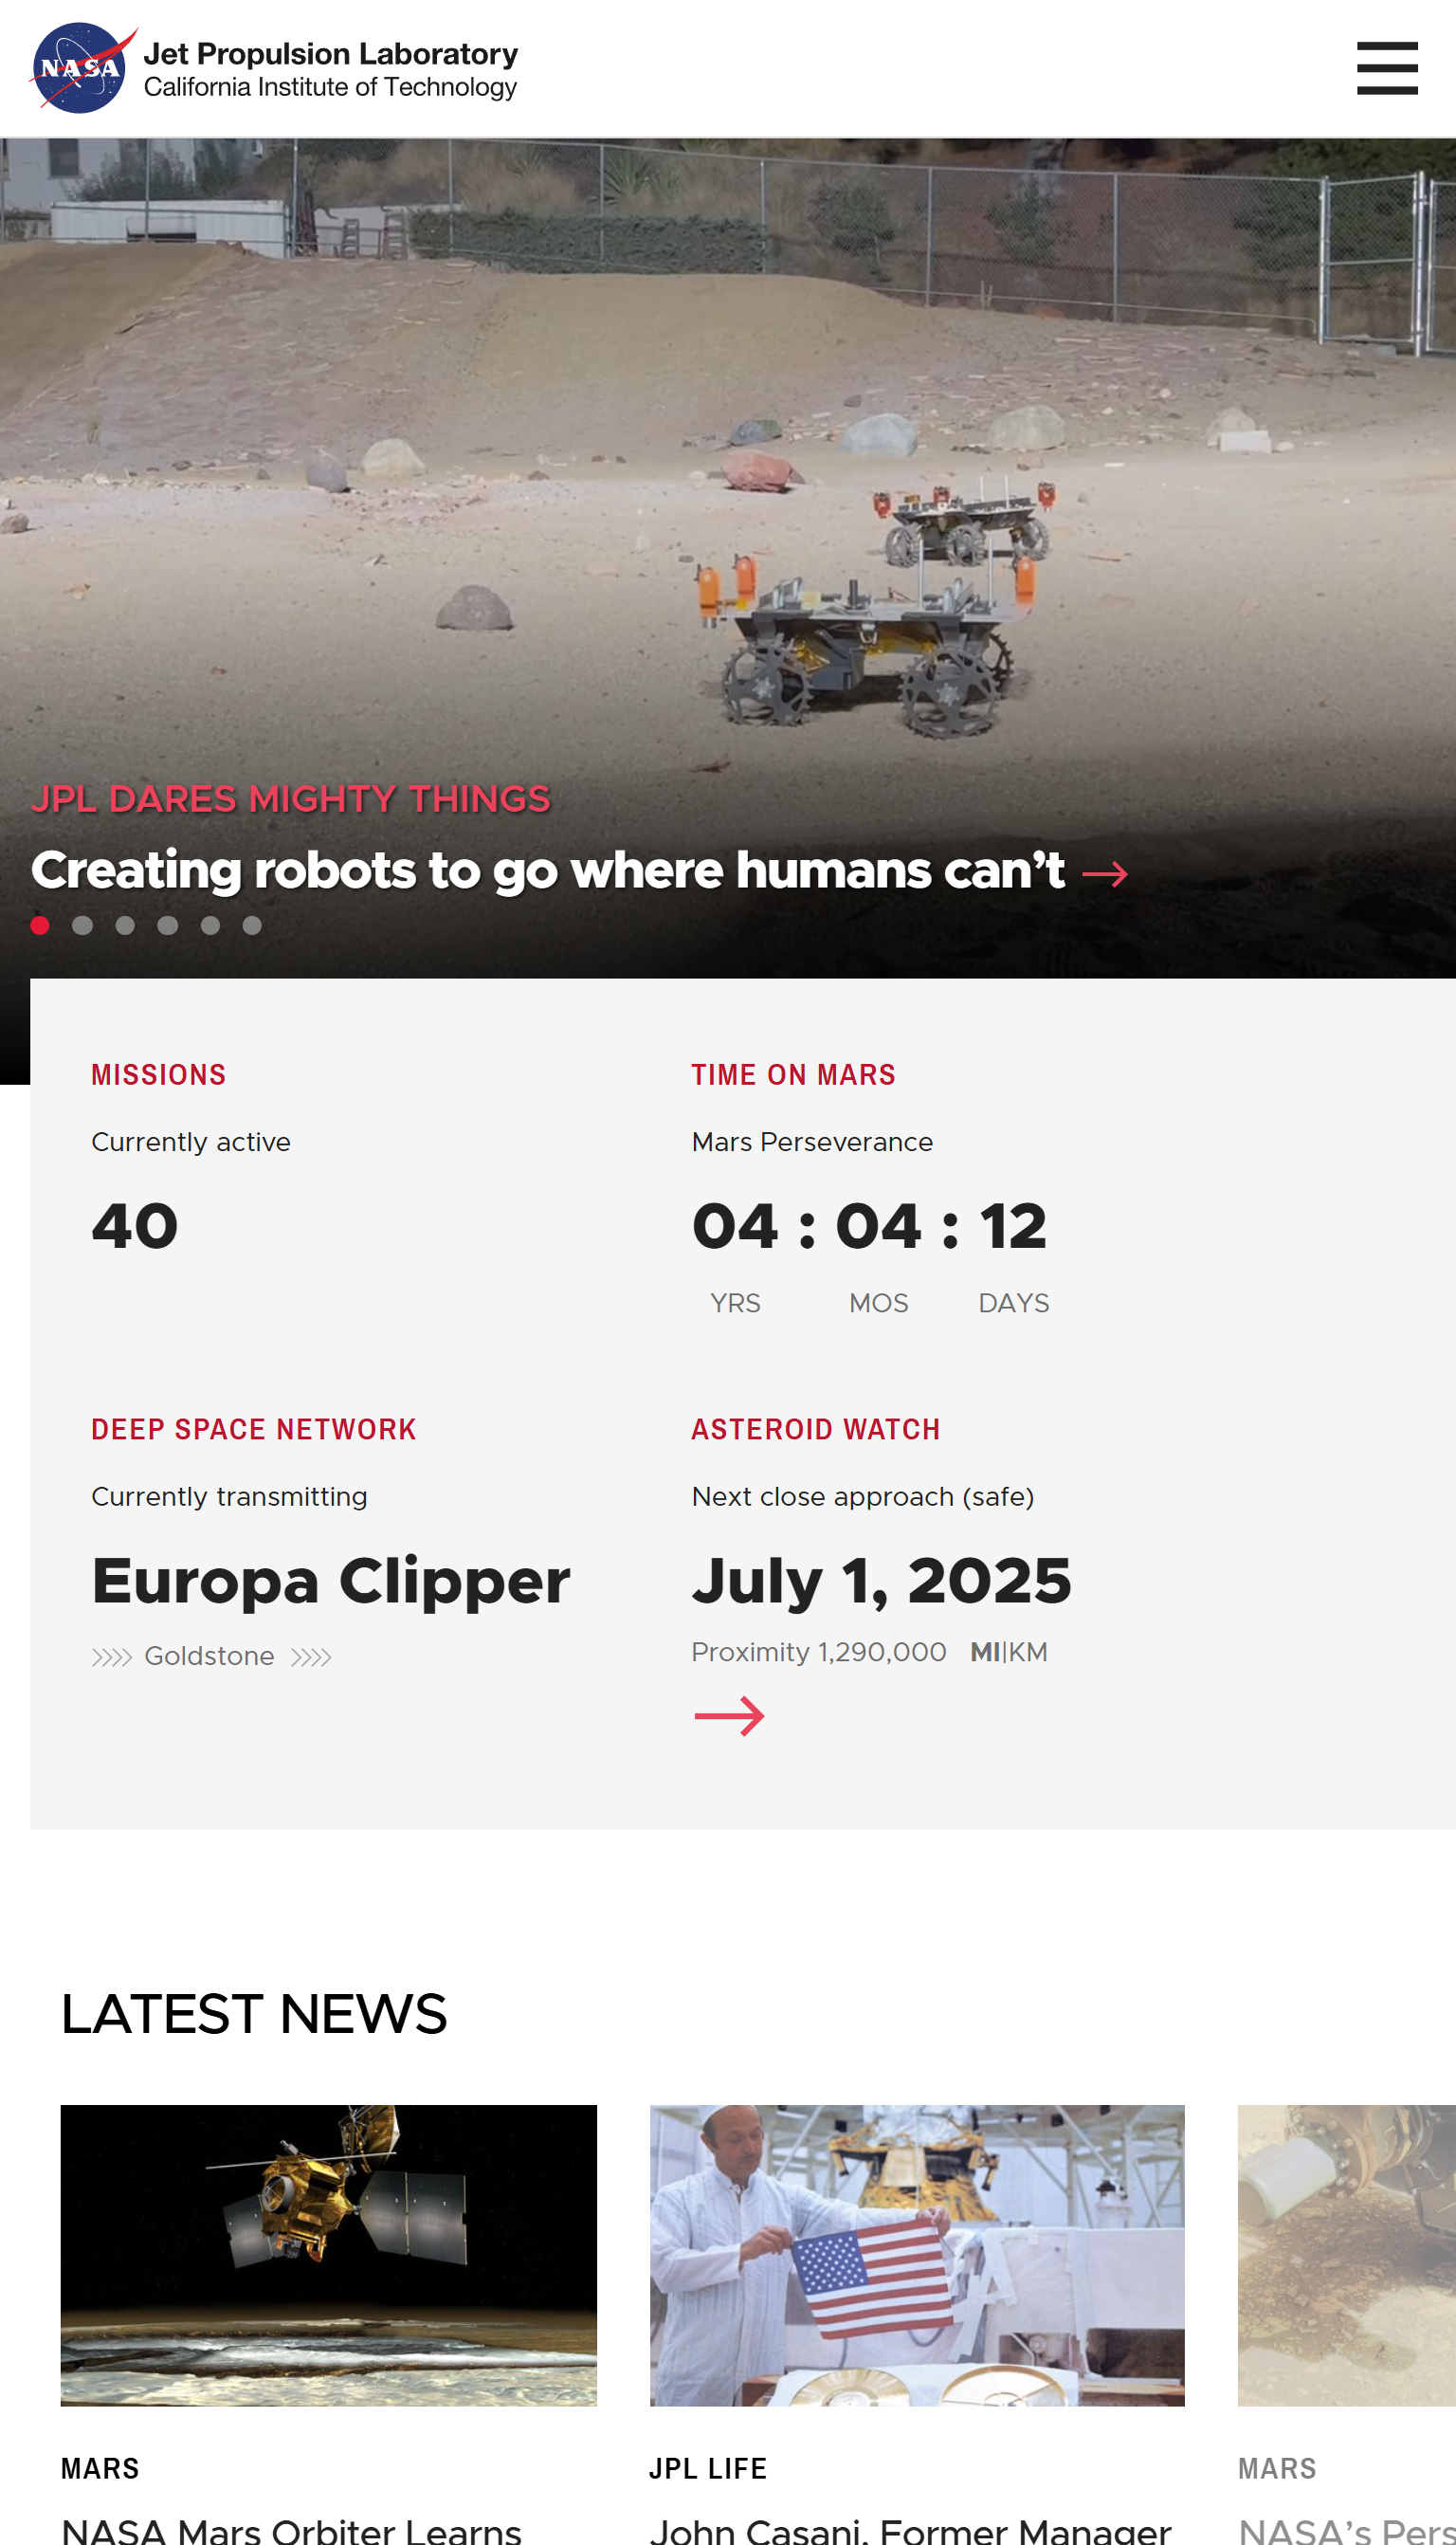 NASA
Jet Propulsion Laboratory
California Institute of Technology
JPL DARES MIGHTY THINGS
Creating robots to go where humans can’t
MISSIONS
Currently active
40
TIME ON MARS
Mars Perseverance
04 : 04 : 12
YRS MOS DAYS
DEEP SPACE NETWORK
Currently transmitting
Europa Clipper
Goldstone
ASTEROID WATCH
Next close approach (safe)
July 1, 2025
Proximity 1,290,000 MI|KM
LATEST NEWS
MARS
NASA Mars Orbiter Learns
JPL LIFE
John Casani, Former Manager
MARS
NASA’s Pers